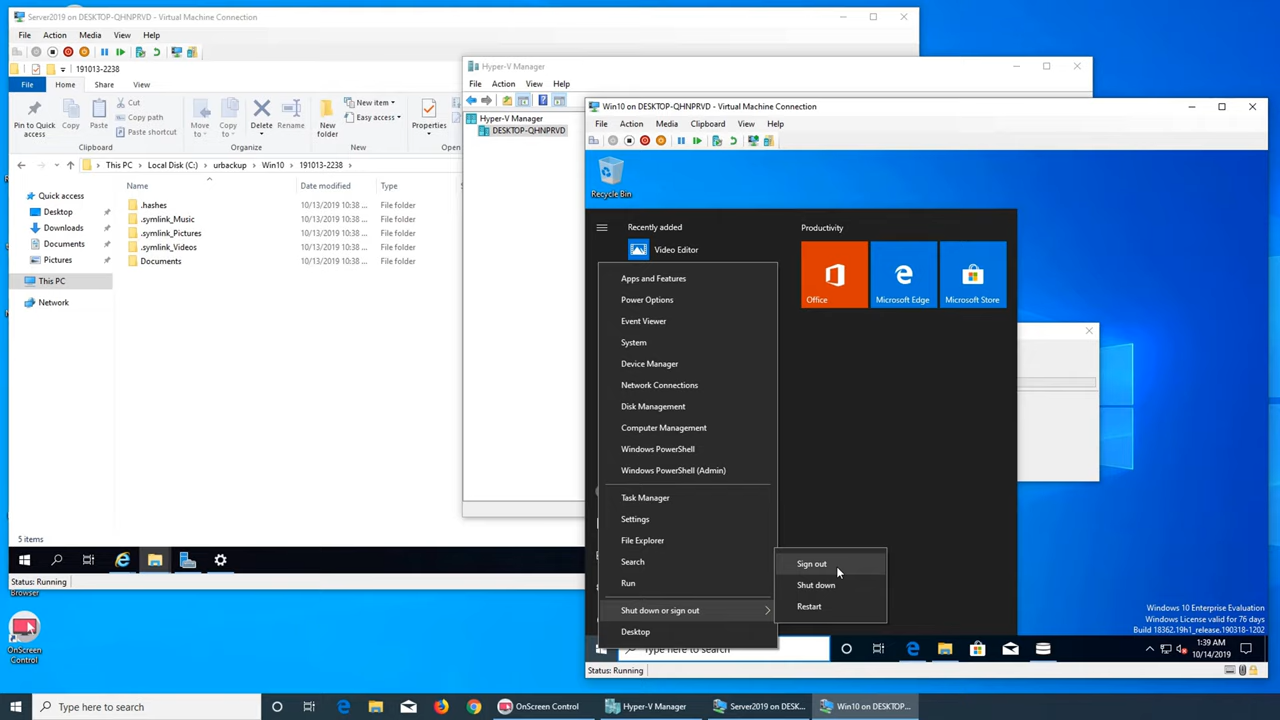 Server2019 on DESKTOP-QHNPRVD - Virtual Machine Connection
File Action Media View Help
191013-2238
File Home Share View
Pin to Quick access
Copy
Paste
Cut
Copy path
Paste shortcut
Clipboard
Move to
Copy to
Delete
Rename
Organize
New folder
New item
Easy access
New
Properties
Open
This PC Local Disk (C:) urbackup Win10 191013-2238
Name Date modified Type
Quick access
Desktop
Downloads
Documents
Pictures
This PC
Network
.hashes 10/13/2019 10:38 ... File folder
.symlink_Music 10/13/2019 10:38 ... File folder
.symlink_Pictures 10/13/2019 10:38 ... File folder
.symlink_Videos 10/13/2019 10:38 ... File folder
Documents 10/13/2019 10:38 ... File folder
5 items
Status: Running
Browser
OnScreen
Control
Hyper-V Manager
File Action View Help
Hyper-V Manager
DESKTOP-QHNPRVD
Win10 on DESKTOP-QHNPRVD - Virtual Machine Connection
File Action Media Clipboard View Help
Recycle Bin
Recently added
Video Editor
Productivity
Office
Microsoft Edge
Microsoft Store
Apps and Features
Power Options
Event Viewer
System
Device Manager
Network Connections
Disk Management
Computer Management
Windows PowerShell
Windows PowerShell (Admin)
Task Manager
Settings
File Explorer
Search
Run
Shut down or sign out
Desktop
Sign out
Shut down
Restart
Windows 10 Enterprise Evaluation
Windows License valid for 76 days
Build 18362.19h1_release.190318-1202
Type here to search
1:39 AM
10/14/2019
Status: Running
Type here to search
OnScreen Control
Hyper-V Manager
Server2019 on DESK...
Win10 on DESKTOP...